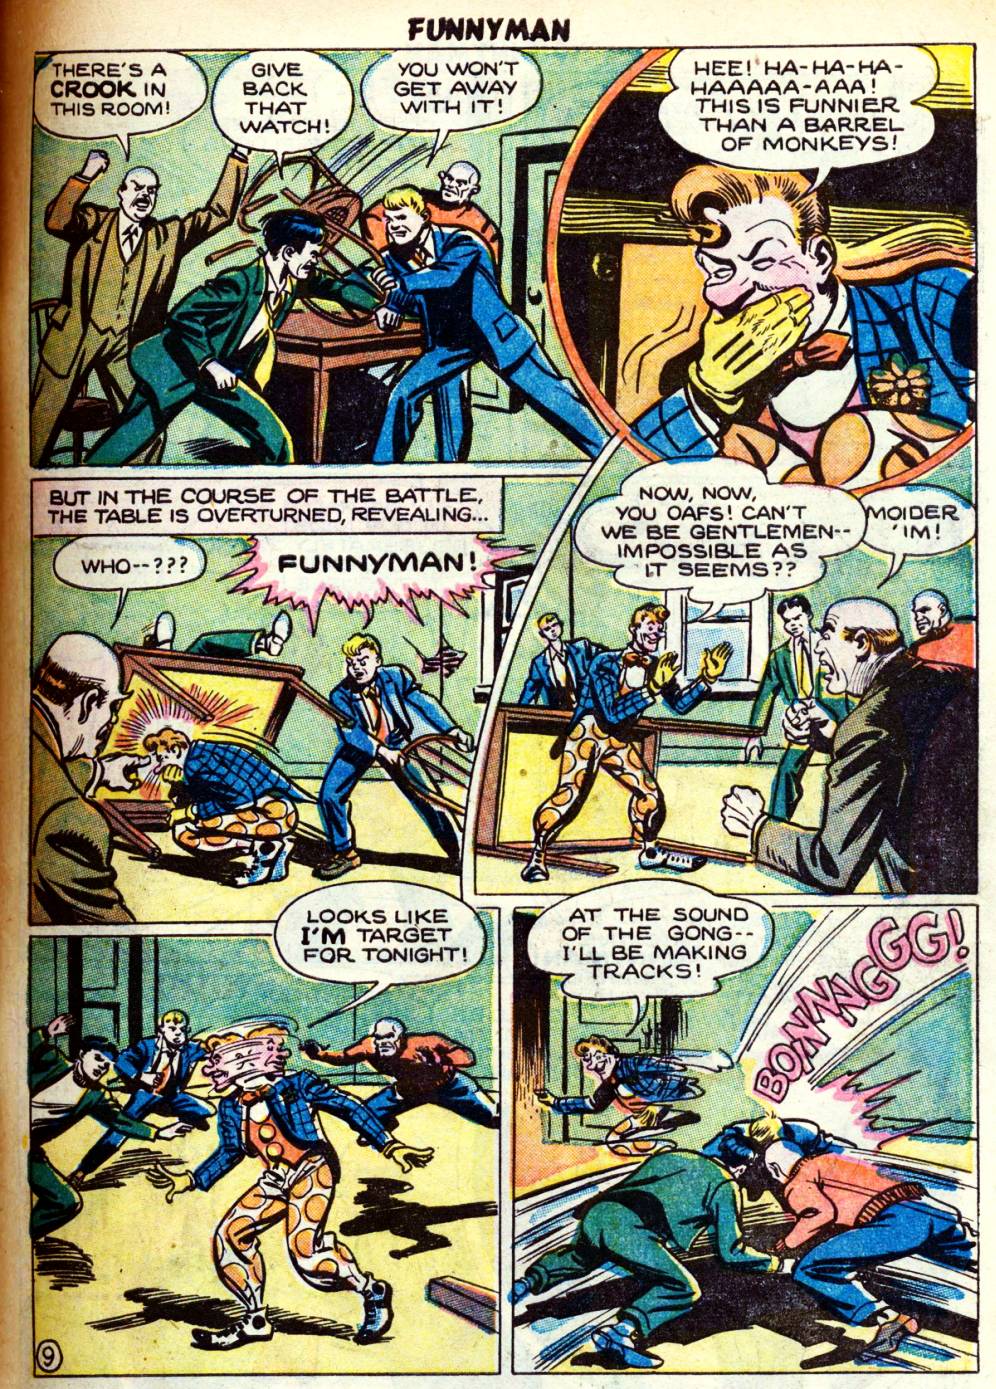 FUNNYMAN
THERE'S A
CROOK IN
THIS ROOM!
GIVE
BACK
THAT
WATCH!
YOU WON'T
GET AWAY
WITH IT!
HEE! HA-HA-HA-
HAAAAA-AAA!
THIS IS FUNNIER
THAN A BARREL
OF MONKEYS!
BUT IN THE COURSE OF THE BATTLE,
THE TABLE IS OVERTURNED, REVEALING...
WHO--???
FUNNYMAN!
NOW, NOW,
YOU OAFS! CAN'T
WE BE GENTLEMEN--
IMPOSSIBLE AS
IT SEEMS??
MOIDER
'IM!
LOOKS LIKE
I'M TARGET
FOR TONIGHT!
AT THE SOUND
OF THE GONG--
I'LL BE MAKING
TRACKS!
BONNNGGGG!
9